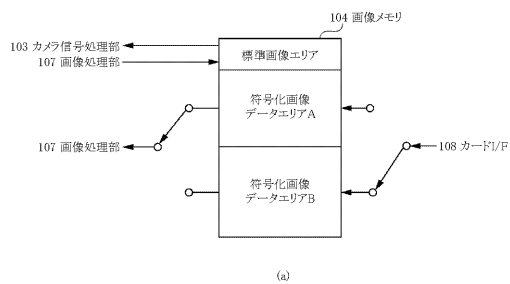 104 画像メモリ
103 カメラ信号処理部
107 画像処理部
標準画像エリア
符号化画像
データエリアA
107 画像処理部
108 カードI/F
符号化画像
データエリアB
(a)